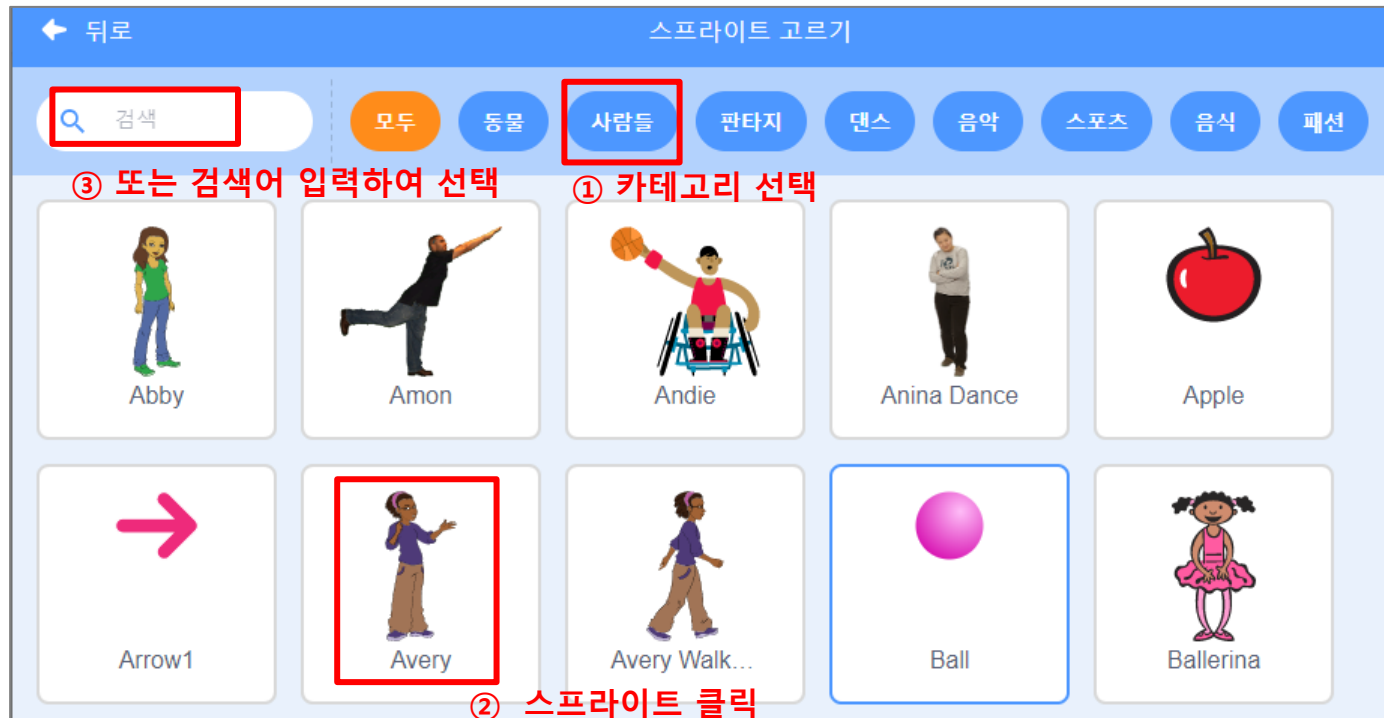 뒤로
스프라이트 고르기
검색
모두 동물 사람들 판타지 댄스 음악 스포츠 음식 패션
③ 또는 검색어 입력하여 선택
① 카테고리 선택
Abby Amon Andie Anina Dance Apple
Arrow1 Avery Avery Walk... Ball Ballerina
② 스프라이트 클릭